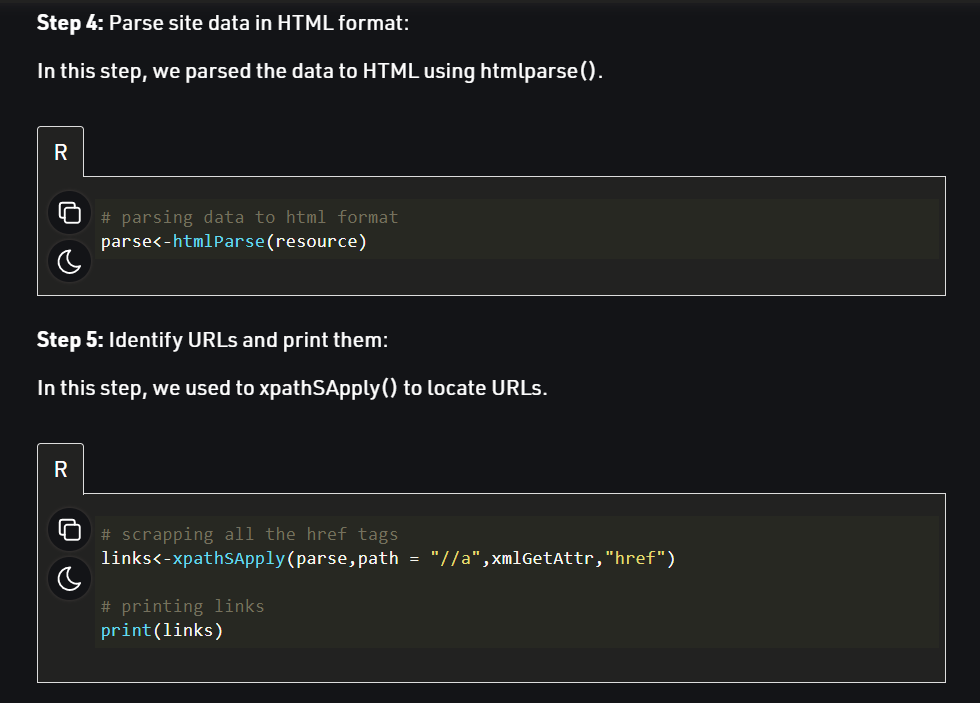 Step 4: Parse site data in HTML format:
In this step, we parsed the data to HTML using htmlparse().
R
# parsing data to html format
parse<-htmlParse(resource)
Step 5: Identify URLs and print them:
In this step, we used to xpathSApply() to locate URLs.
R
# scrapping all the href tags
links<-xpathSApply(parse,path = "//a",xmlGetAttr,"href")
# printing links
print(links)